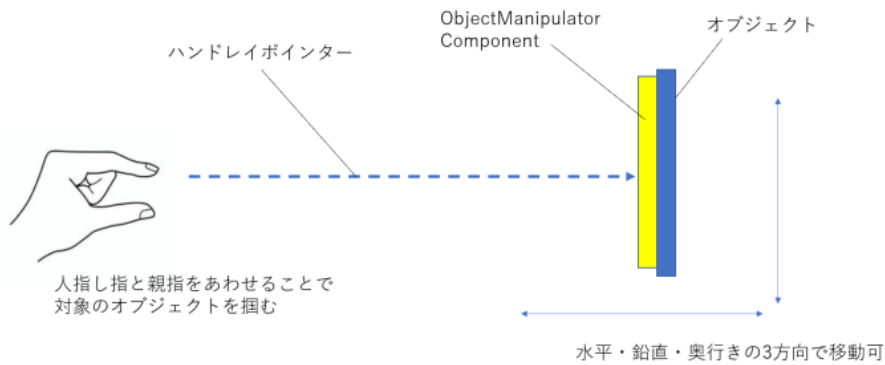 ObjectManipulator
Component
オブジェクト
ハンドレイポインター
人指し指と親指をあわせることで
対象のオブジェクトを掴む
水平・鉛直・奥行きの3方向で移動可